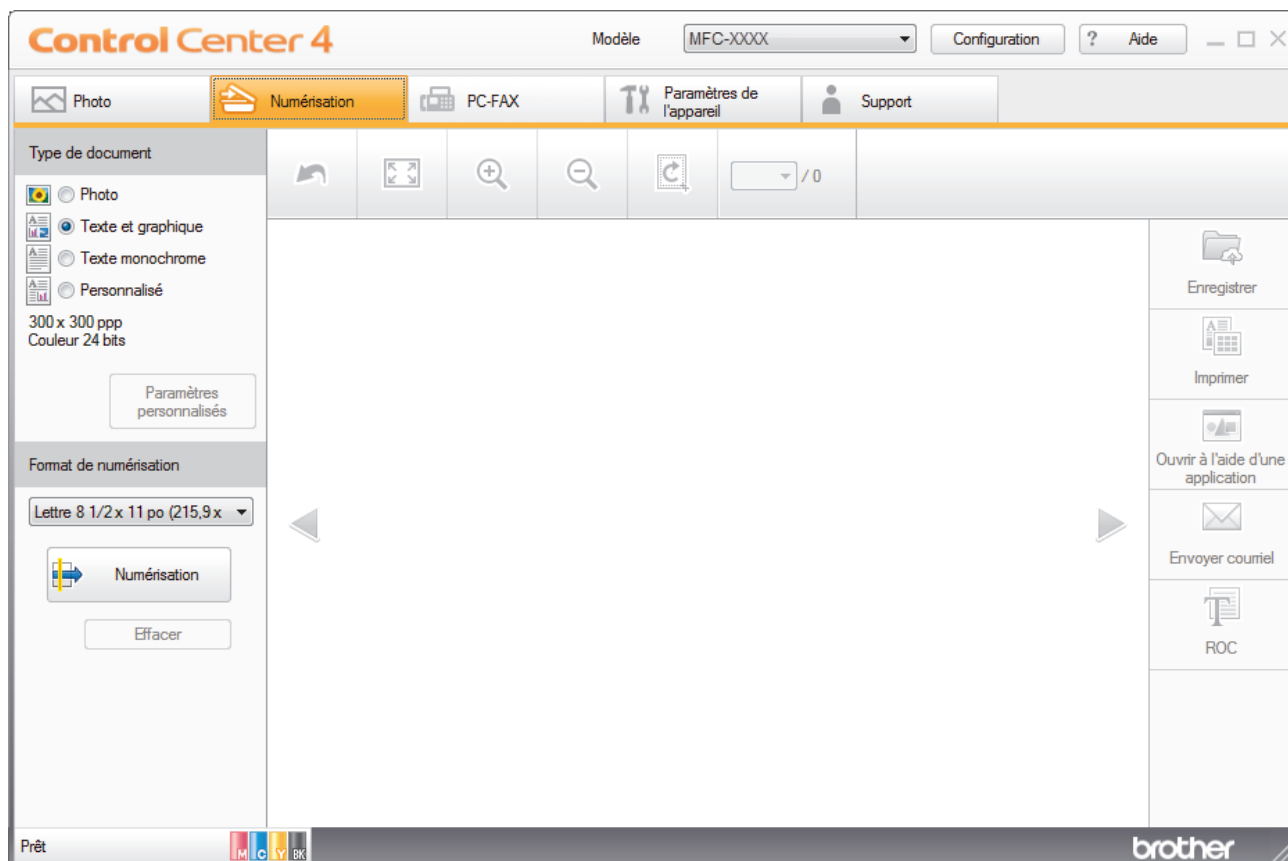 Control Center 4
Modèle
MFC-XXXX
Configuration
? Aide
Photo
Numérisation
PC-FAX
Paramètres de
l'appareil
Support
Type de document
/ 0
Photo
Texte et graphique
Texte monochrome
Personnalisé
300 x 300 ppp
Couleur 24 bits
Paramètres
personnalisés
Format de numérisation
Lettre 8 1/2 x 11 po (215,9 x
Numérisation
Effacer
Enregistrer
Imprimer
Ouvrir à l'aide d'une
application
Envoyer courriel
ROC
Prêt
M C Y BK
brother